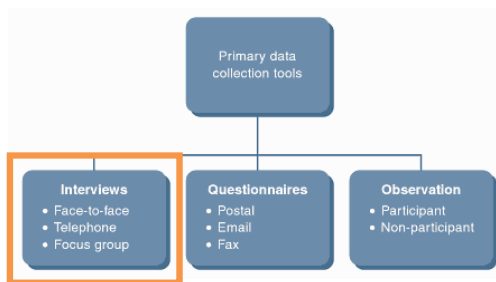 Primary data
collection tools
Interviews
• Face-to-face
• Telephone
• Focus group
Questionnaires
• Postal
• Email
• Fax
Observation
• Participant
• Non-participant